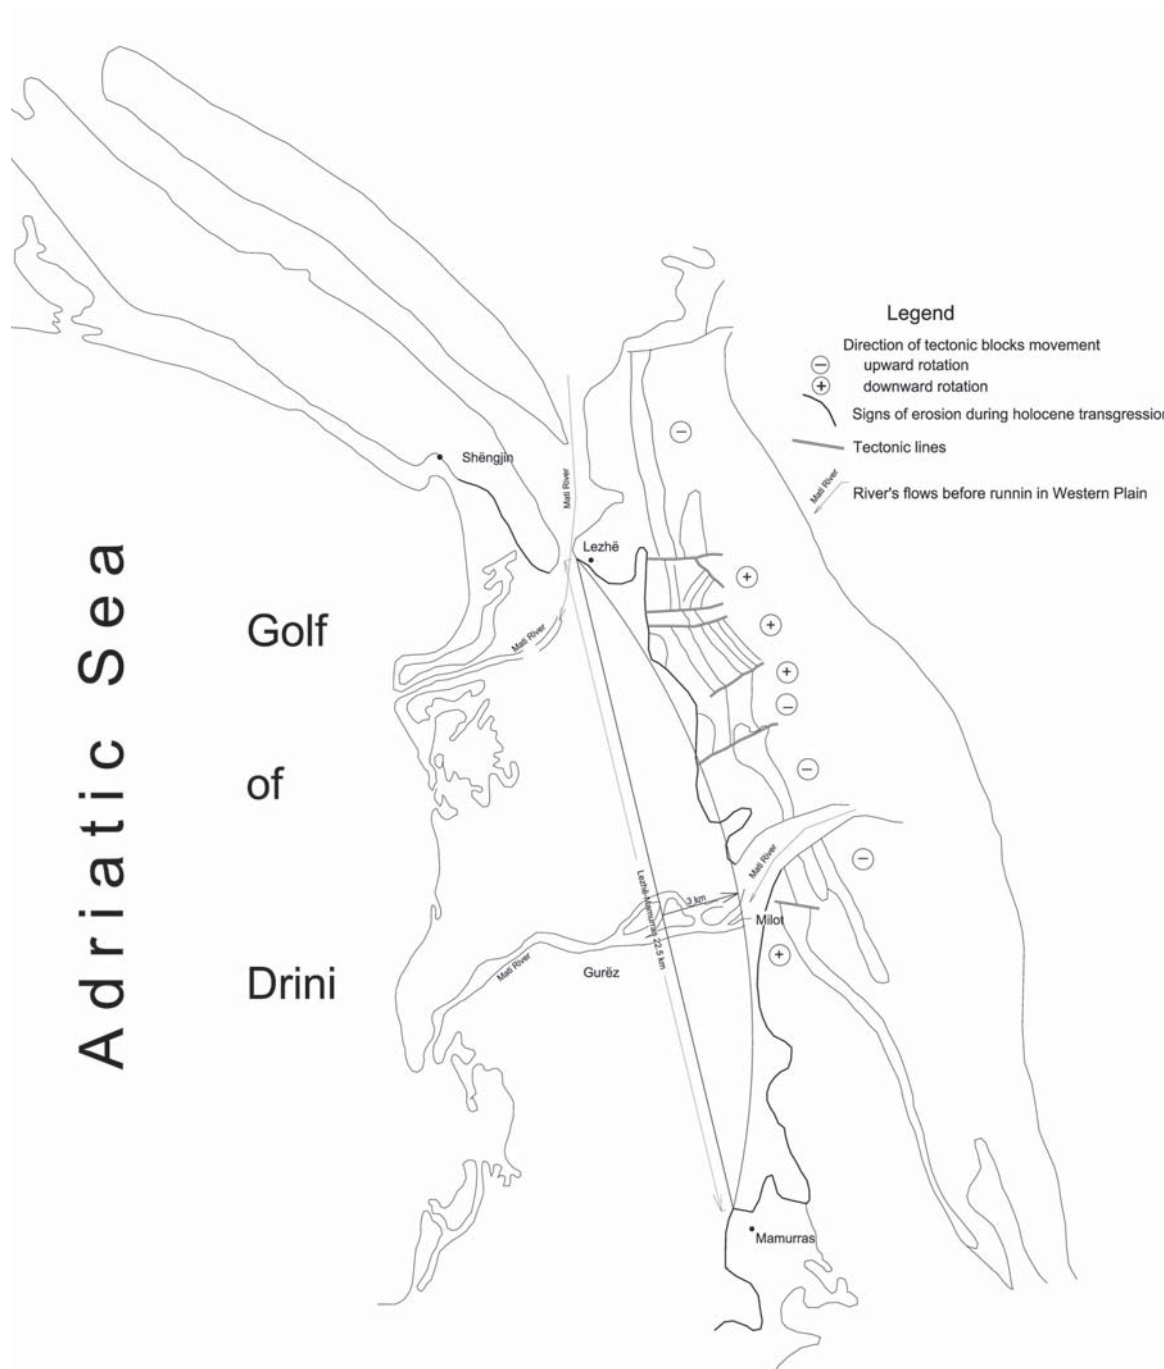 Legend
Direction of tectonic blocks movement
− upward rotation
+ downward rotation
Signs of erosion during holocene transgression
Tectonic lines
Mati River
River's flows before runnin in Western Plain
−
Shëngjin
Mati River
Lezhë
+
+
+
−
−
−
+
Mati River
Adriatic Sea
Golf
of
Drini
Mati River
3 km
Lezhë-Mamurras 22.5 km
Milot
Mati River
Gurëz
Mamurras